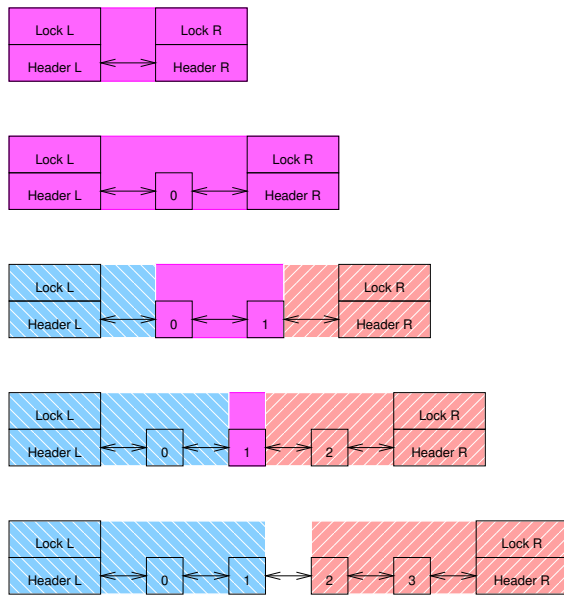 Lock L Lock R
Header L Header R
Lock L Lock R
Header L 0 Header R
Lock L Lock R
Header L 0 1 Header R
Lock L Lock R
Header L 0 1 2 Header R
Lock L Lock R
Header L 0 1 2 3 Header R